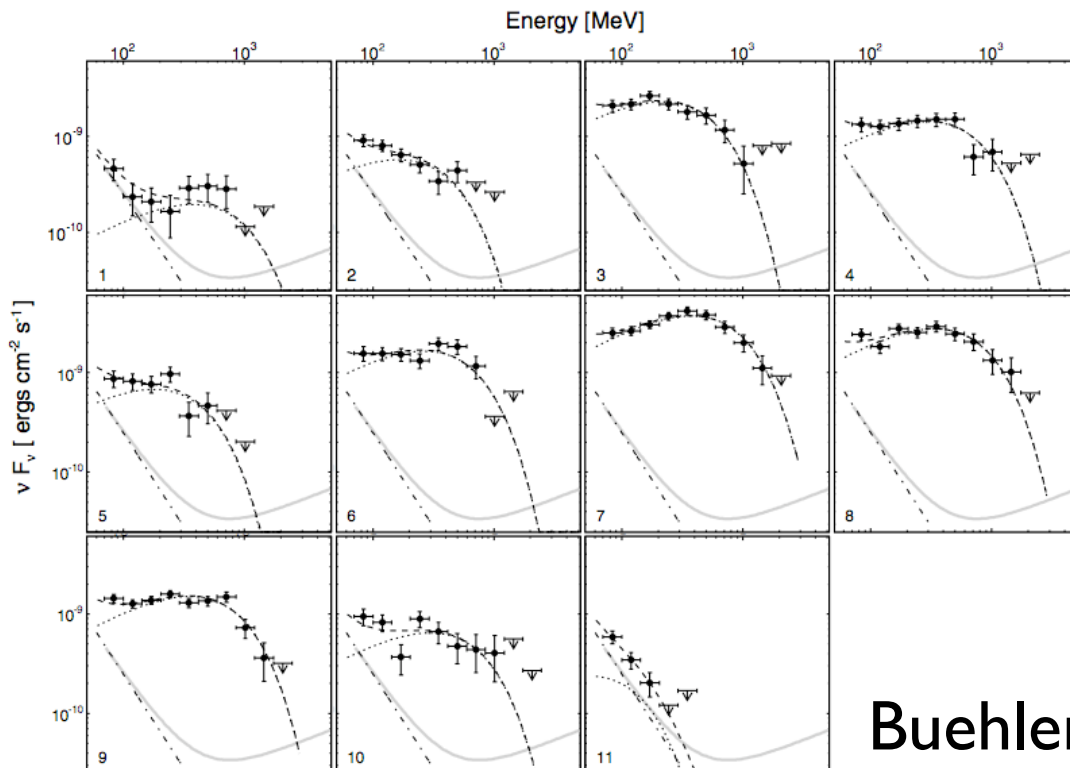 Energy [MeV]
10² 10³ 10² 10³ 10² 10³ 10² 10³
ν Fᵥ [ ergs cm⁻² s⁻¹]
10⁻⁹
10⁻¹⁰
1 2 3 4
10⁻⁹
10⁻¹⁰
5 6 7 8
10⁻⁹
10⁻¹⁰
9 10 11
Buehler